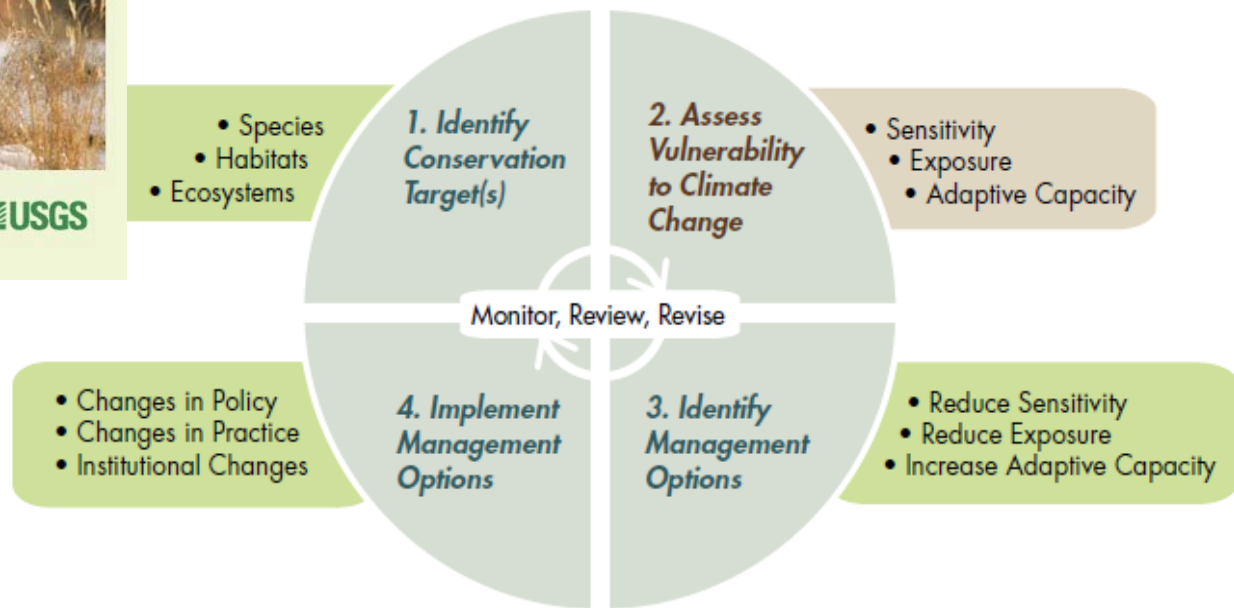 • Species
• Habitats
• Ecosystems
USGS
1. Identify
Conservation
Target(s)
2. Assess
Vulnerability
to Climate
Change
• Sensitivity
• Exposure
• Adaptive Capacity
Monitor, Review, Revise
• Changes in Policy
• Changes in Practice
• Institutional Changes
4. Implement
Management
Options
3. Identify
Management
Options
• Reduce Sensitivity
• Reduce Exposure
• Increase Adaptive Capacity